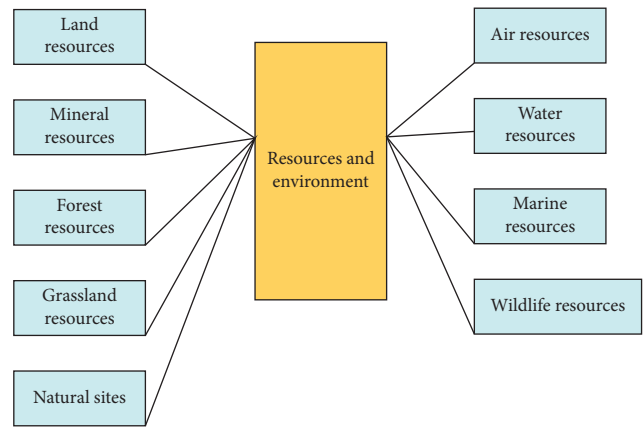 Land
resources
Mineral
resources
Forest
resources
Grassland
resources
Natural sites
Resources and
environment
Air resources
Water
resources
Marine
resources
Wildlife resources